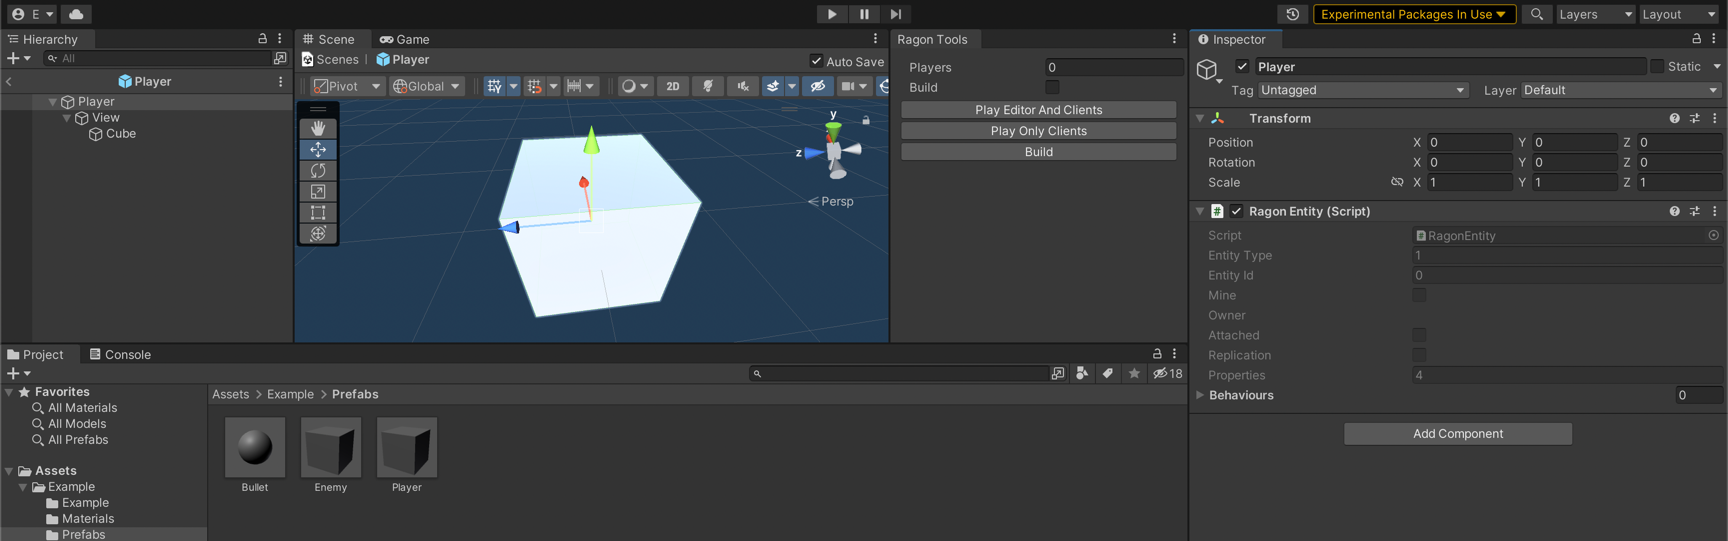 E
Experimental Packages In Use
Layers
Layout
Hierarchy
All
Player
Player
View
Cube
Scene
Game
Scenes
Player
Auto Save
Pivot
Global
2D
y
z
Persp
Ragon Tools
Players
0
Build
Play Editor And Clients
Play Only Clients
Build
Inspector
Player
Static
Tag
Untagged
Layer
Default
Transform
Position X 0 Y 0 Z 0
Rotation X 0 Y 0 Z 0
Scale X 1 Y 1 Z 1
# Ragon Entity (Script)
Script RagonEntity
Entity Type 1
Entity Id 0
Mine
Owner
Attached
Replication
Properties 4
Behaviours 0
Add Component
Project
Console
18
Favorites
All Materials
All Models
All Prefabs
Assets
Example
Example
Materials
Prefabs
Assets > Example > Prefabs
Bullet
Enemy
Player